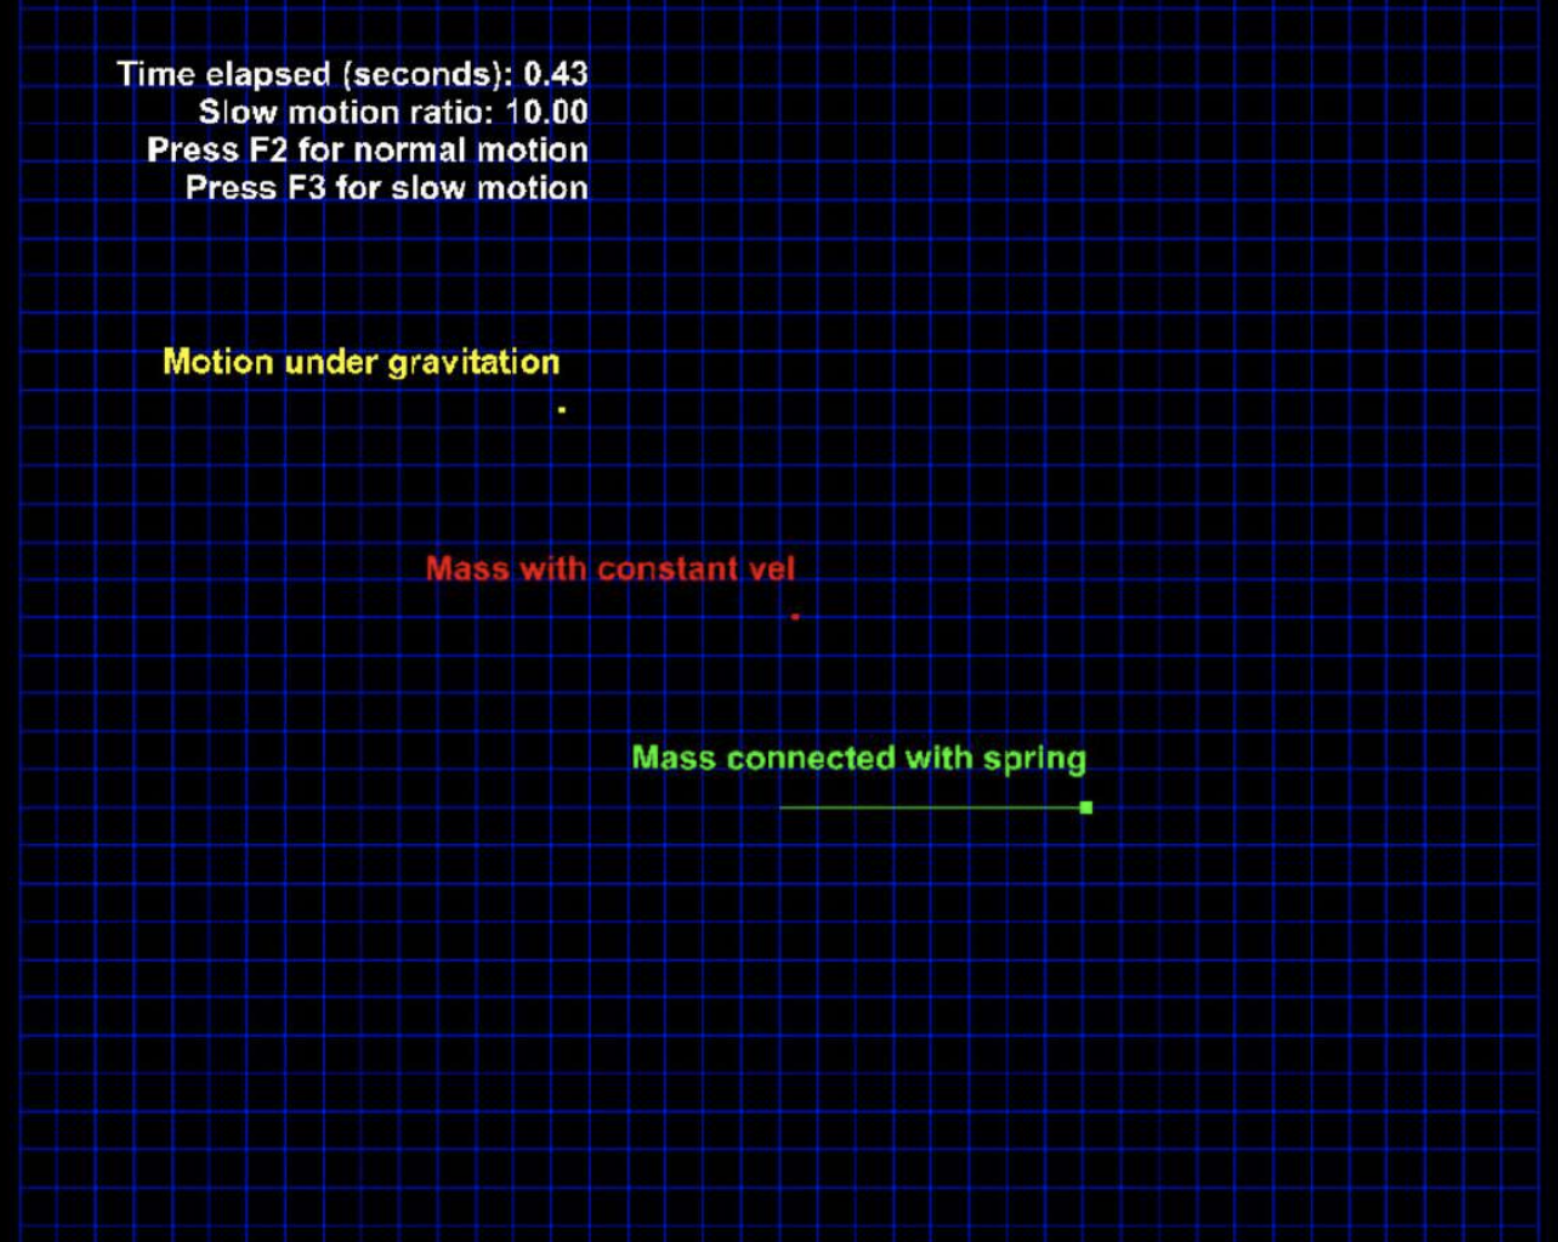 Time elapsed (seconds): 0.43
Slow motion ratio: 10.00
Press F2 for normal motion
Press F3 for slow motion
Motion under gravitation
Mass with constant vel
Mass connected with spring